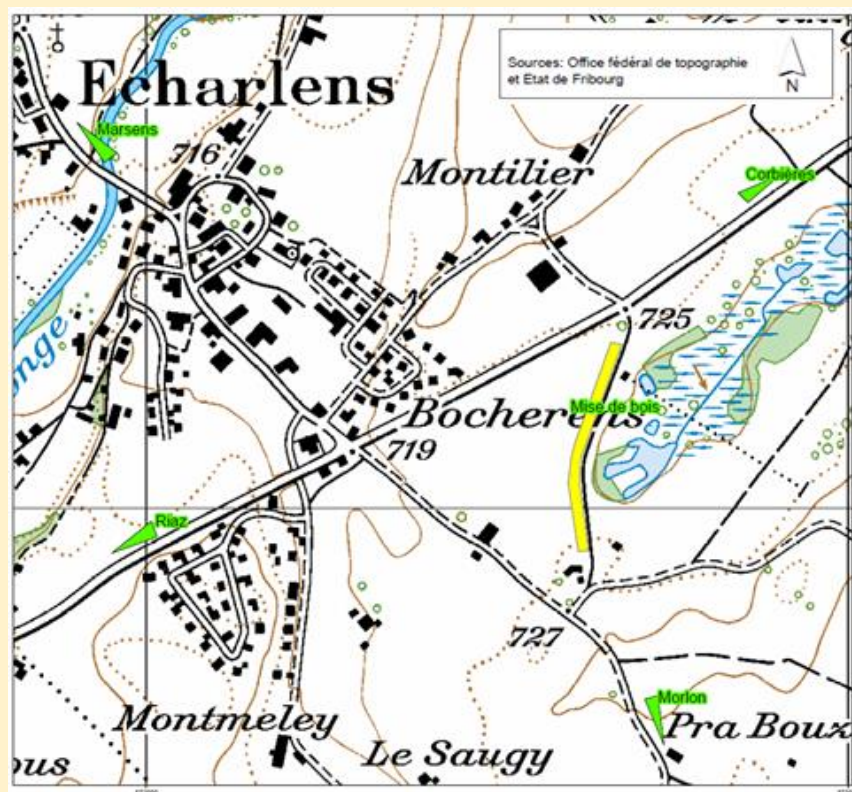 Sources: Office fédéral de topographie
et Etat de Fribourg
N
Echarlens
Marsens
716
Montilier
Corbières
725
Mise de bois
Bocherens
719
Riaz
727
Morlon
Montmeley
Pra Boux
Le Saugy